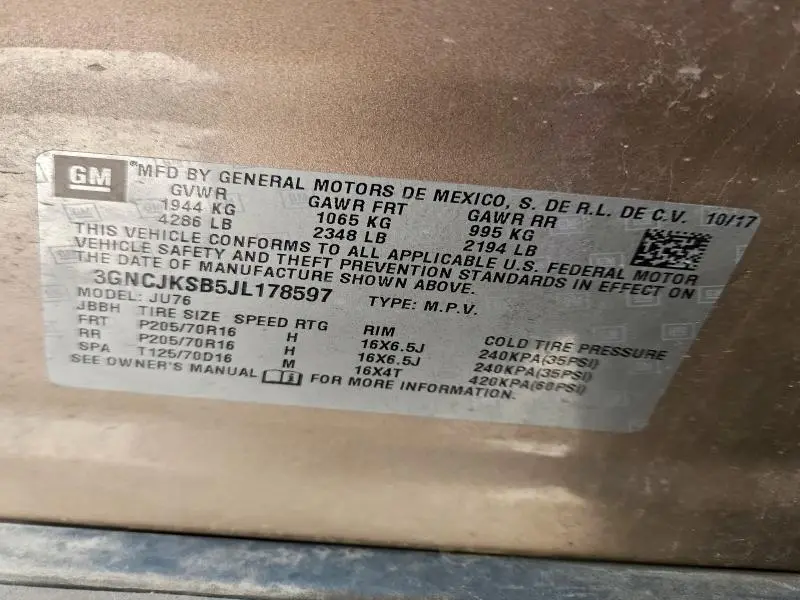 GM
®MFD BY GENERAL MOTORS DE MEXICO, S. DE R.L. DE C.V. 10/17
GVWR GAWR FRT GAWR RR
1944 KG 1065 KG 995 KG
4286 LB 2348 LB 2194 LB
THIS VEHICLE CONFORMS TO ALL APPLICABLE U.S. FEDERAL MOTOR
VEHICLE SAFETY AND THEFT PREVENTION STANDARDS IN EFFECT ON
THE DATE OF MANUFACTURE SHOWN ABOVE.
3GNCJKSB5JL178597 TYPE: M.P.V.
MODEL: JU76
JBBH TIRE SIZE SPEED RTG RIM COLD TIRE PRESSURE
FRT P205/70R16 H 16X6.5J 240KPA(35PSI)
RR P205/70R16 H 16X6.5J 240KPA(35PSI)
SPA T125/70D16 M 16X4T 420KPA(60PSI)
SEE OWNER'S MANUAL FOR MORE INFORMATION.